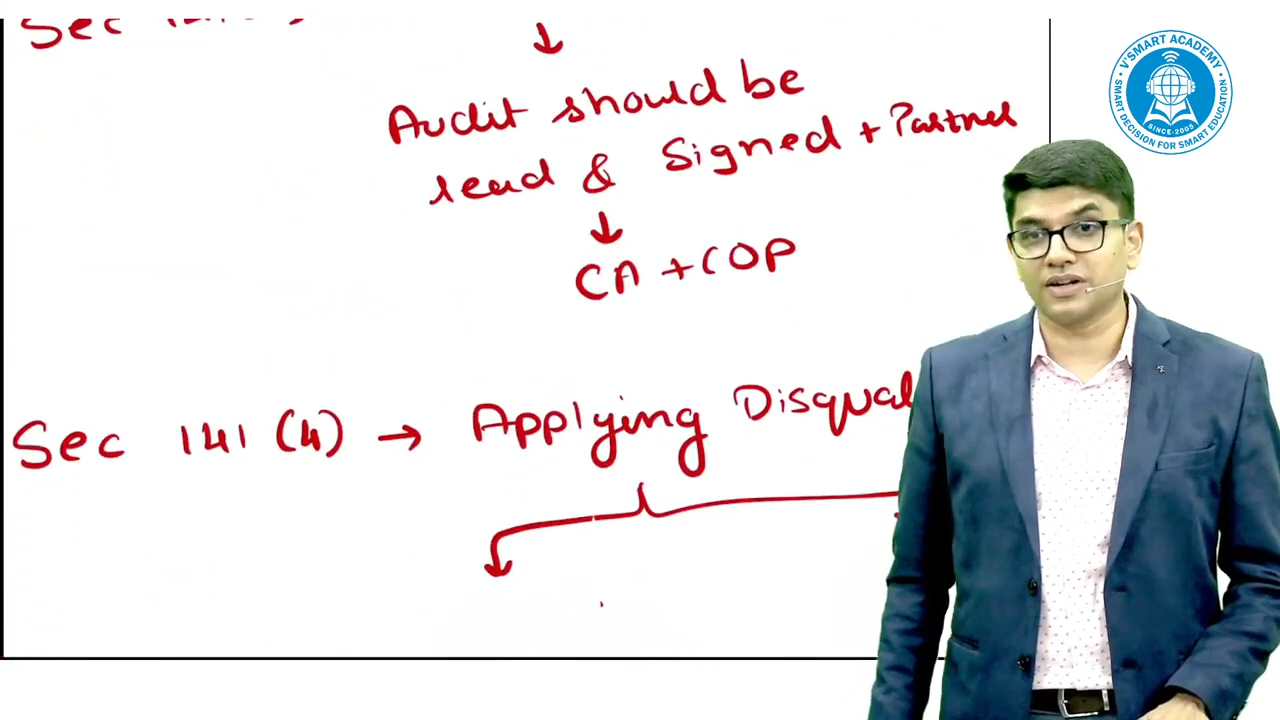 Sec
Audit should be
lead & Signed + Partner
CA + COP
Sec 141 (4) → Applying Disqual
V'SMART ACADEMY
SINCE-2005
SMART DECISION FOR SMART EDUCATION